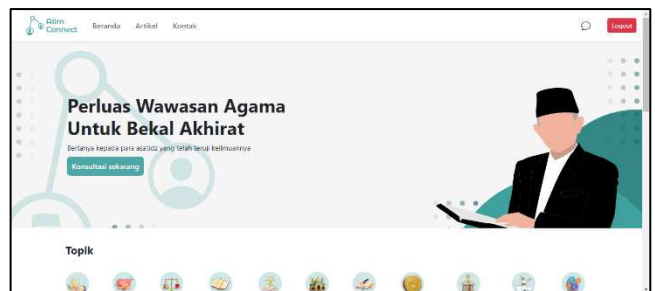 Alim
Connect
Beranda Artikel Kontak
Logout
Perluas Wawasan Agama
Untuk Bekal Akhirat
Bertanya kepada para asatidz yang telah teruji keilmuannya
Konsultasi sekarang
Topik